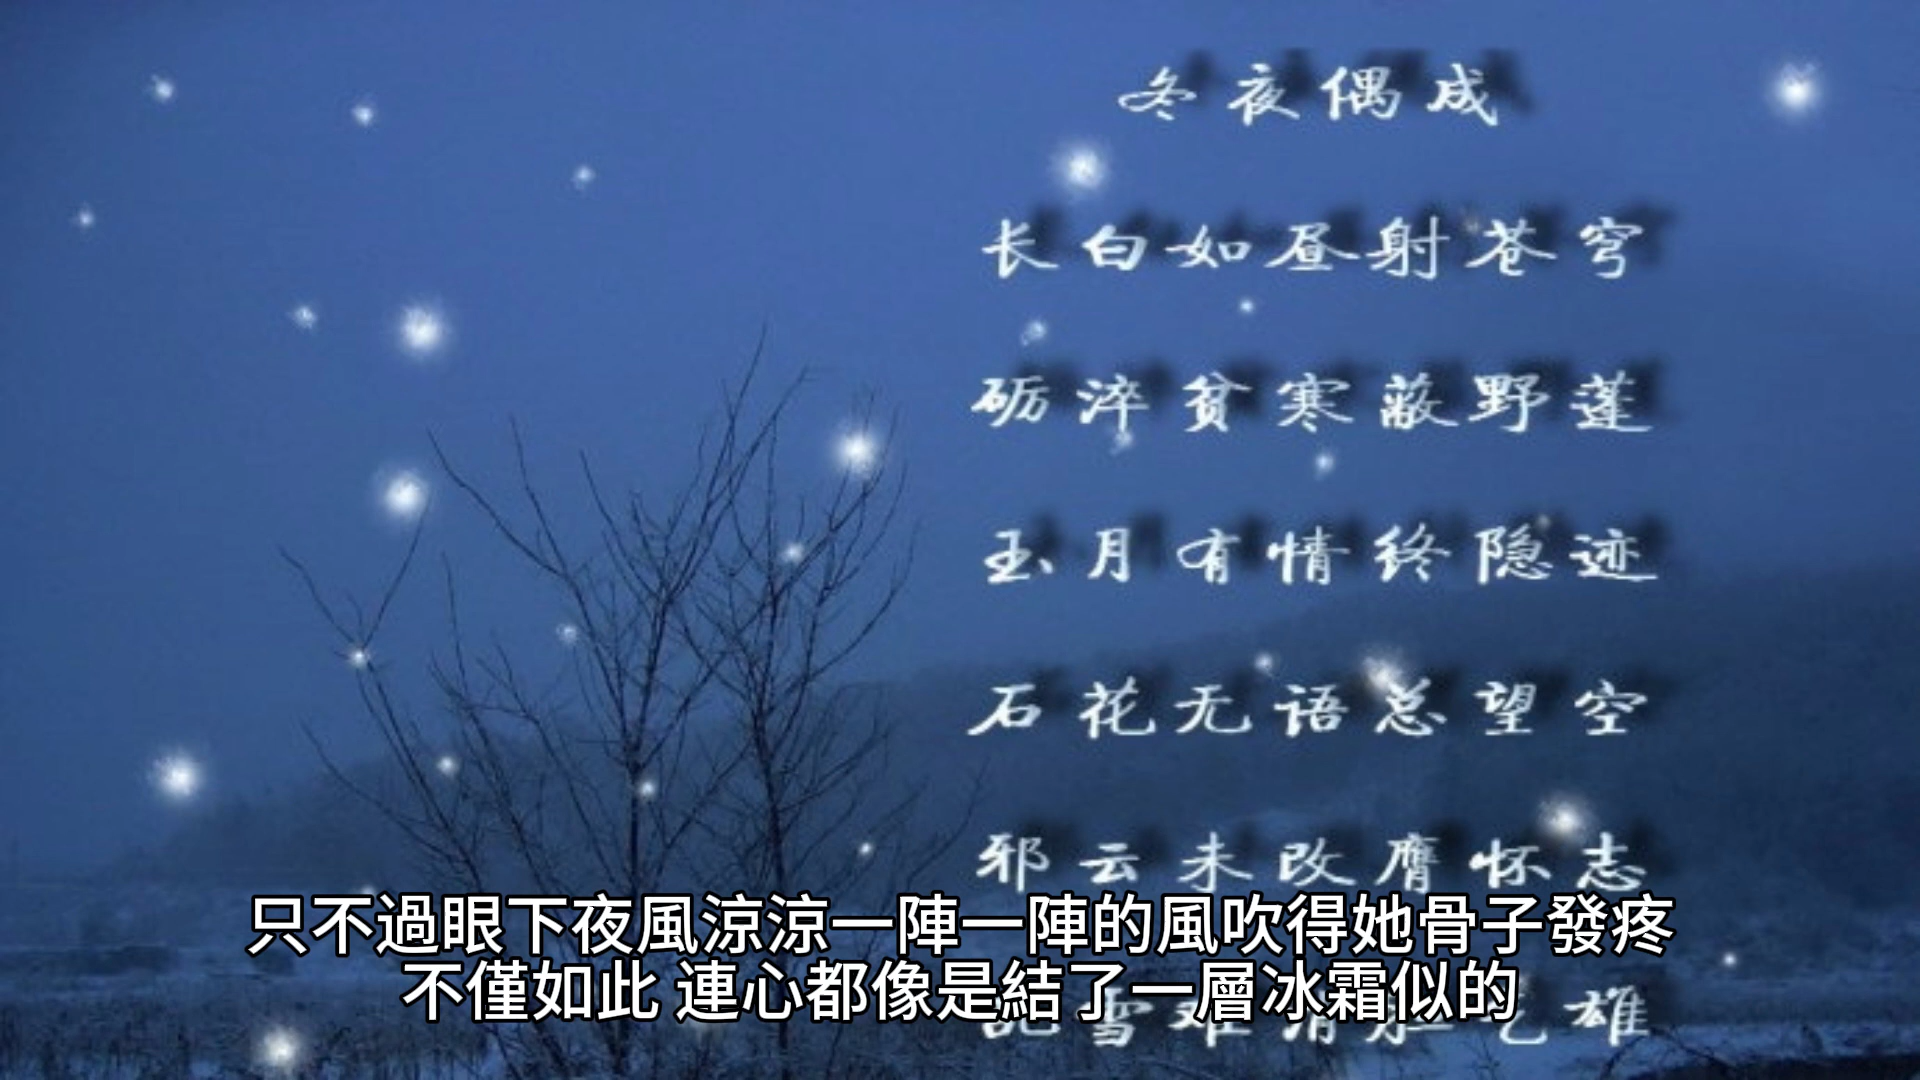 冬夜偶成
长白如昼射苍穹
砺淬贫寒蔽野蓬
玉月有情终隐迹
石花无语总望空
邪云未改膺怀志
只不過眼下夜風涼涼一陣一陣的風吹得她骨子發疼
不僅如此 連心都像是結了一層冰霜似的
雪 雄